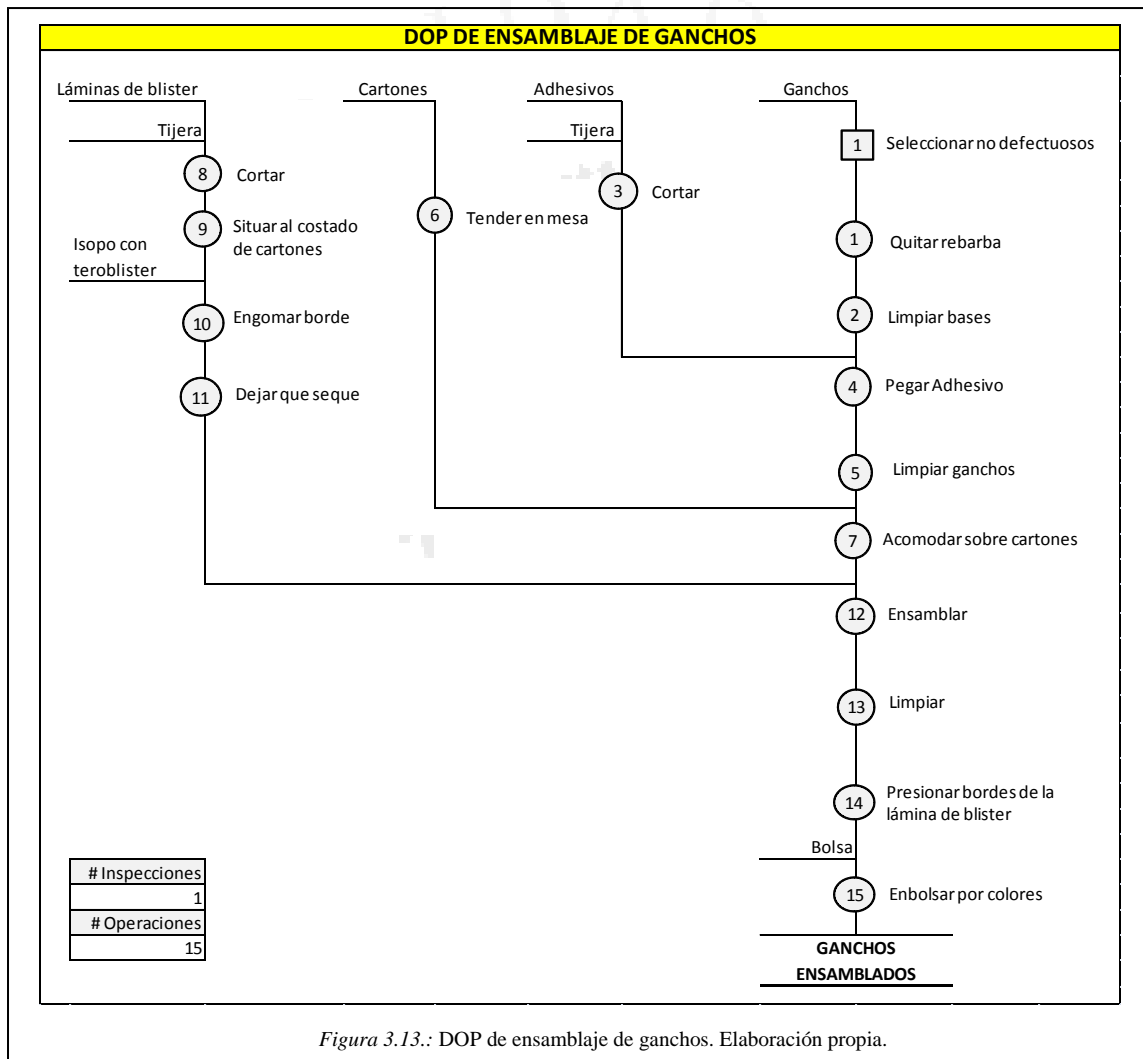 DOP DE ENSAMBLAJE DE GANCHOS
Láminas de blister
Cartones
Adhesivos
Ganchos
Tijera
Tijera
1
Seleccionar no defectuosos
8
Cortar
3
Cortar
6
Tender en mesa
9
Situar al costado
de cartones
1
Quitar rebarba
Isopo con
teroblister
10
Engomar borde
2
Limpiar bases
11
Dejar que seque
4
Pegar Adhesivo
5
Limpiar ganchos
7
Acomodar sobre cartones
12
Ensamblar
13
Limpiar
14
Presionar bordes de la
lámina de blister
Bolsa
15
Enbolsar por colores
# Inspecciones
1
# Operaciones
15
GANCHOS
ENSAMBLADOS
Figura 3.13.: DOP de ensamblaje de ganchos. Elaboración propia.